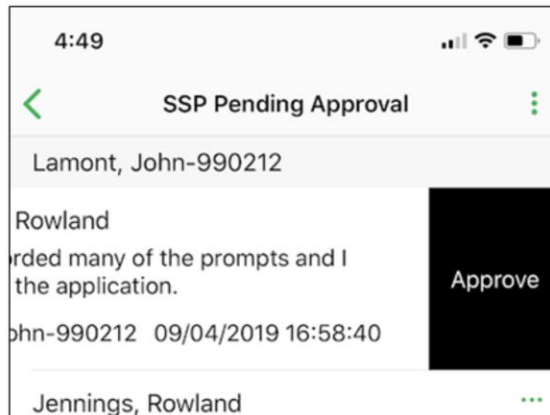 4:49
SSP Pending Approval
Lamont, John-990212
Rowland
rded many of the prompts and I
the application.
Approve
ohn-990212 09/04/2019 16:58:40
Jennings, Rowland